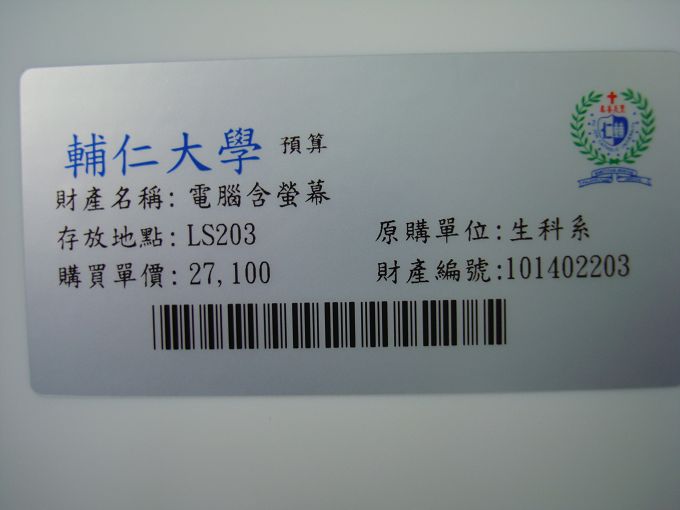 輔仁大學 預算
財產名稱: 電腦含螢幕
存放地點: LS203 原購單位:生科系
購買單價: 27,100 財產編號:101402203